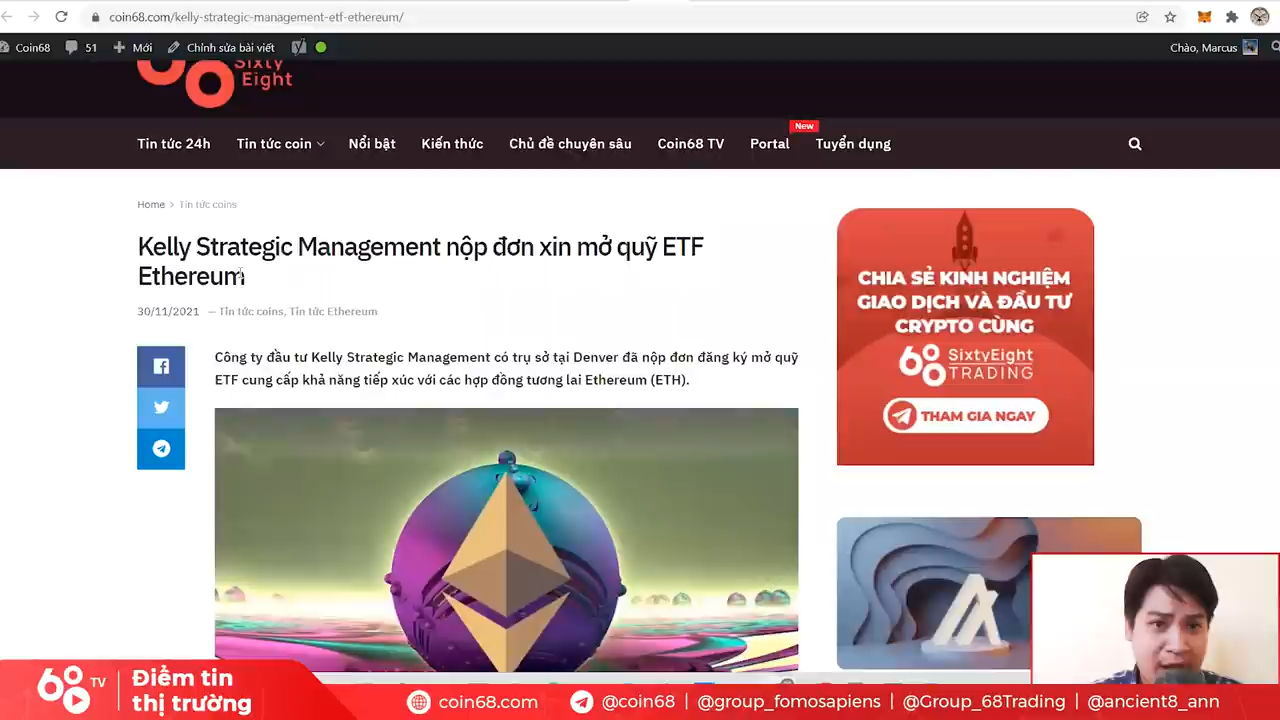 coin68.com/kelly-strategic-management-etf-ethereum/
Coin68 51 Mới Chỉnh sửa bài viết Chào, Marcus
Sixty
Eight
Tin tức 24h Tin tức coin Nổi bật Kiến thức Chủ đề chuyên sâu Coin68 TV Portal New Tuyển dụng
Home > Tin tức coins
Kelly Strategic Management nộp đơn xin mở quỹ ETF
Ethereum
30/11/2021 — Tin tức coins, Tin tức Ethereum
Công ty đầu tư Kelly Strategic Management có trụ sở tại Denver đã nộp đơn đăng ký mở quỹ
ETF cung cấp khả năng tiếp xúc với các hợp đồng tương lai Ethereum (ETH).
CHIA SẺ KINH NGHIỆM
GIAO DỊCH VÀ ĐẦU TƯ
CRYPTO CÙNG
68 SixtyEight
TRADING
THAM GIA NGAY
68 TV
Điểm tin
thị trường
coin68.com | @coin68 | @group_fomosapiens | @Group_68Trading | @ancient8_ann